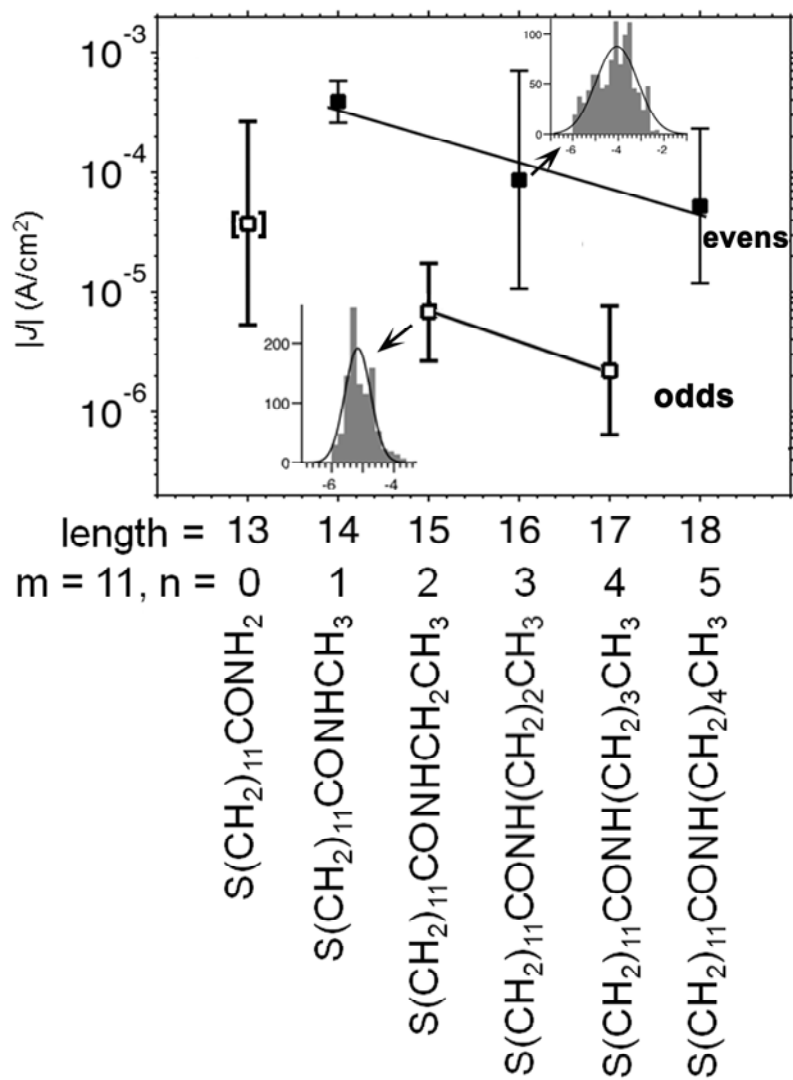 10⁻³
10⁻⁴
10⁻⁵
10⁻⁶
|J| (A/cm²)
100
50
0
-6 -4 -2
evens
200
100
0
-6 -4
odds
length = 13 14 15 16 17 18
m = 11, n = 0 1 2 3 4 5
S(CH₂)₁₁CONH₂
S(CH₂)₁₁CONHCH₃
S(CH₂)₁₁CONHCH₂CH₃
S(CH₂)₁₁CONH(CH₂)₂CH₃
S(CH₂)₁₁CONH(CH₂)₃CH₃
S(CH₂)₁₁CONH(CH₂)₄CH₃